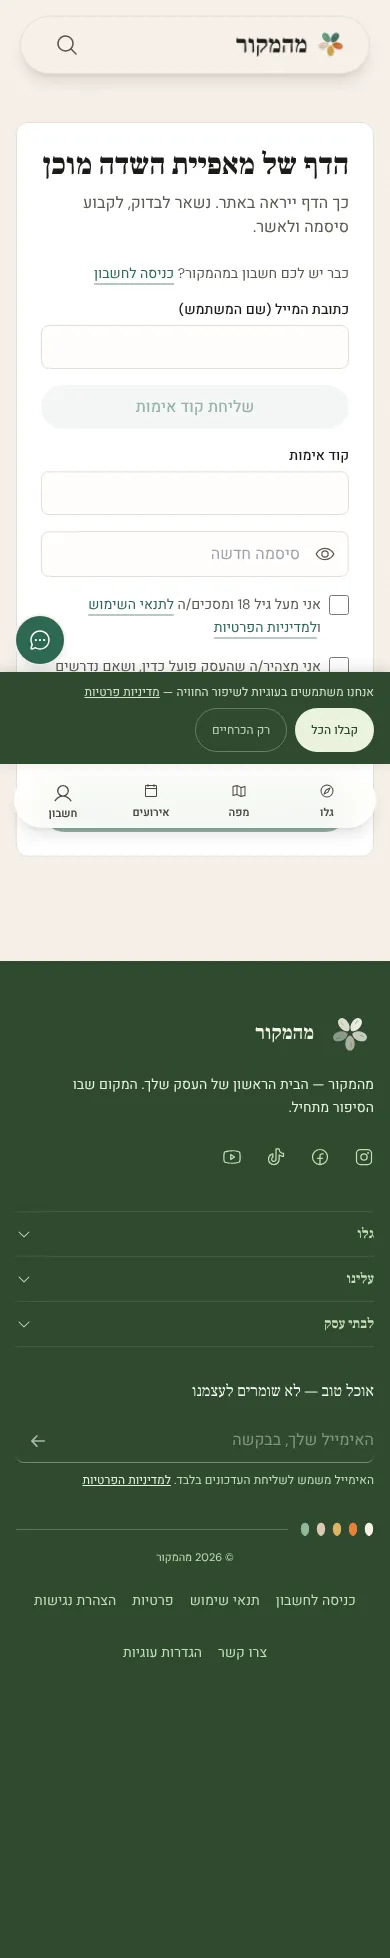 מהמקור
הדף של מאפיית השדה מוכן
כך הדף ייראה באתר. נשאר לבדוק, לקבוע
סיסמה ולאשר.
כבר יש לכם חשבון במהמקור? כניסה לחשבון
כתובת המייל (שם המשתמש)
שליחת קוד אימות
קוד אימות
סיסמה חדשה
אני מעל גיל 18 ומסכים/ה לתנאי השימוש
ולמדיניות הפרטיות
אני מצהיר/ה שהעסק פועל כדין, ושאם נדרשים
אנחנו משתמשים בעוגיות לשיפור החוויה — מדיניות פרטיות
קבלו הכל
רק הכרחיים
גלו
מפה
אירועים
חשבון
מהמקור
מהמקור — הבית הראשון של העסק שלך. המקום שבו
הסיפור מתחיל.
גלו
עלינו
לבתי עסק
אוכל טוב — לא שומרים לעצמנו
האימייל שלך, בבקשה
האימייל משמש לשליחת העדכונים בלבד. למדיניות הפרטיות
© 2026 מהמקור
כניסה לחשבון תנאי שימוש פרטיות הצהרת נגישות
צרו קשר הגדרות עוגיות